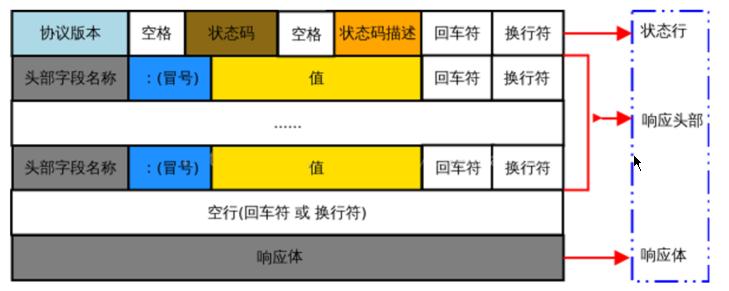 协议版本 空格 状态码 空格 状态码描述 回车符 换行符 状态行
头部字段名称 ：(冒号) 值 回车符 换行符
...... 响应头部
头部字段名称 ：(冒号) 值 回车符 换行符
空行(回车符 或 换行符)
响应体 响应体